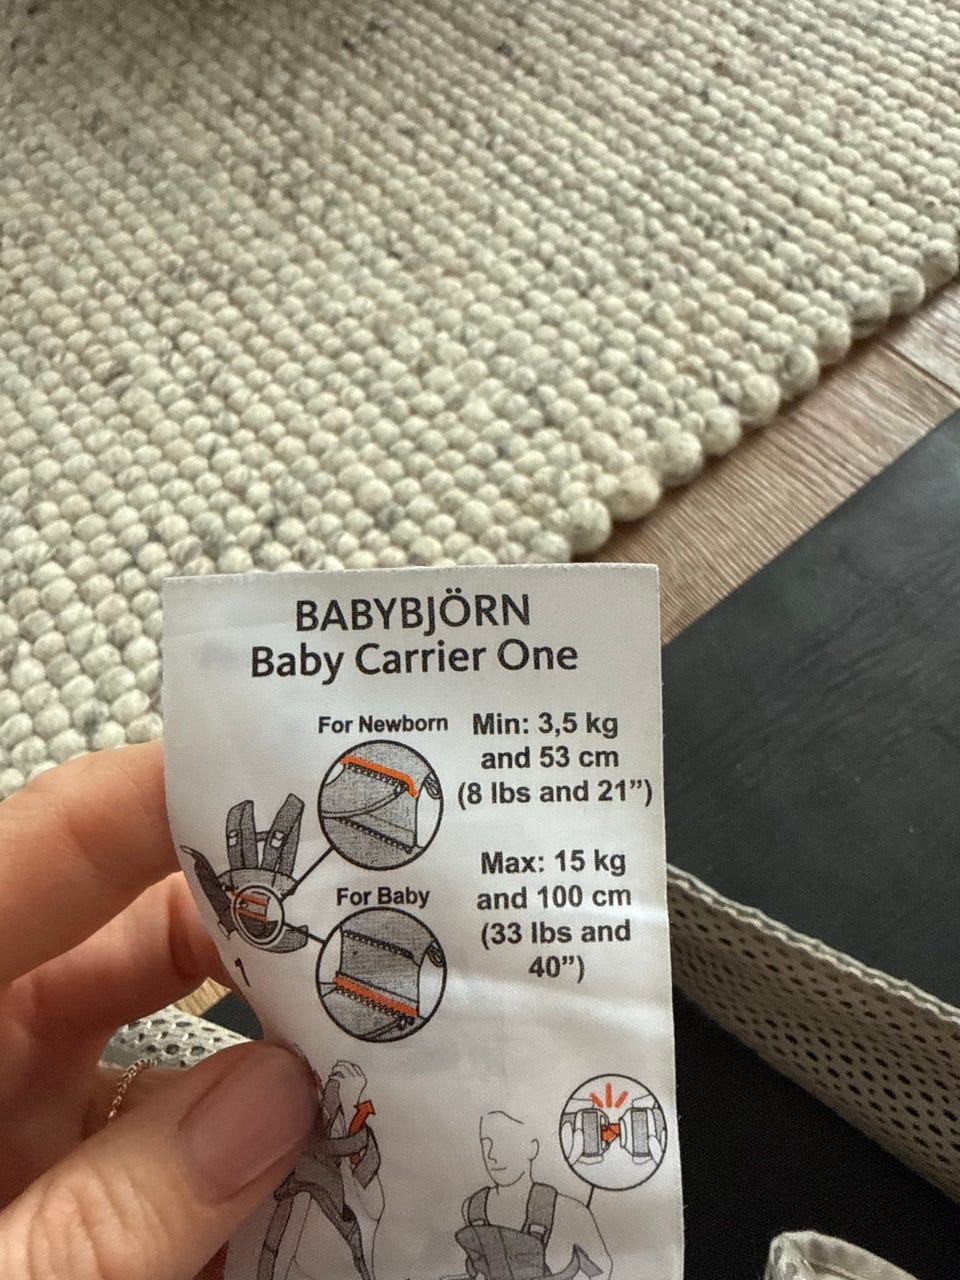 BABYBJÖRN
Baby Carrier One
For Newborn
Min: 3,5 kg
and 53 cm
(8 lbs and 21”)
For Baby
Max: 15 kg
and 100 cm
(33 lbs and
40”)
1